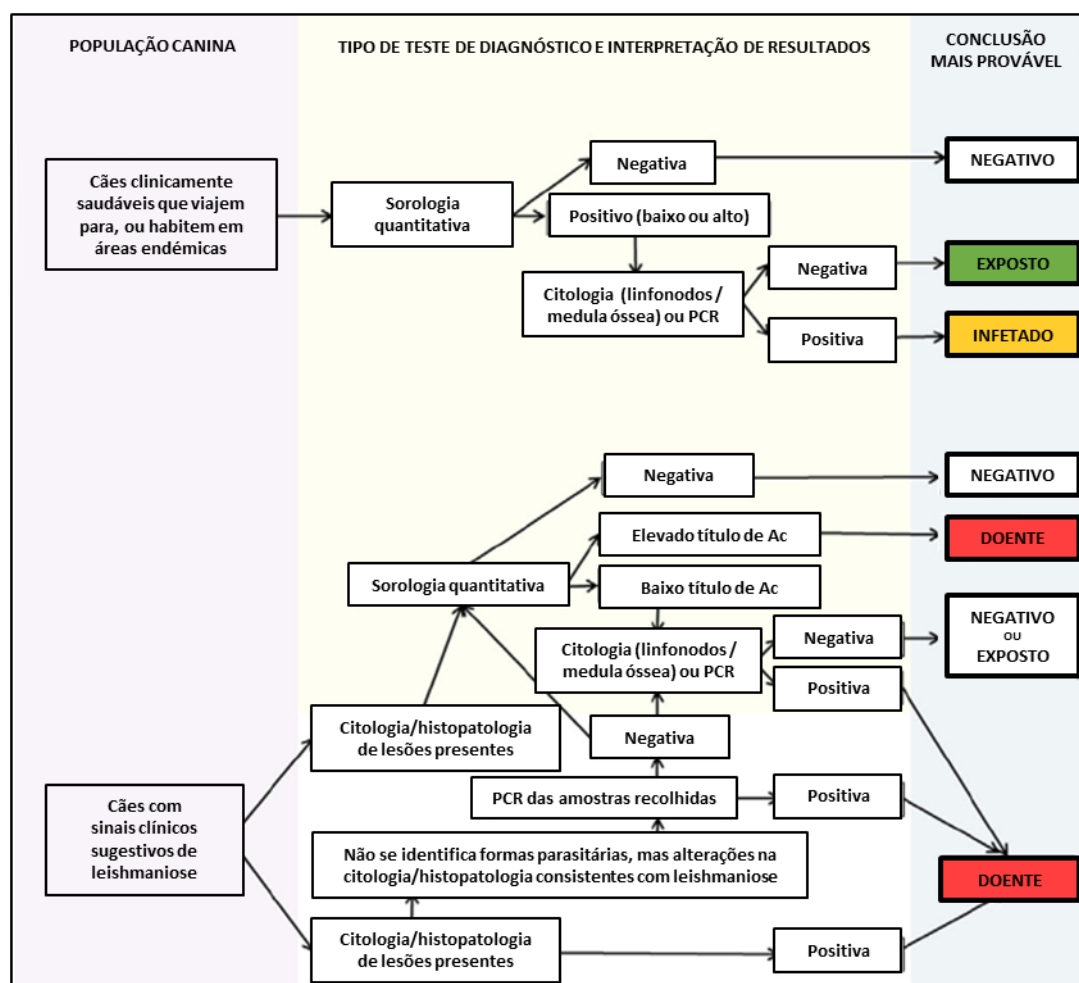 POPULAÇÃO CANINA
TIPO DE TESTE DE DIAGNÓSTICO E INTERPRETAÇÃO DE RESULTADOS
CONCLUSÃO
MAIS PROVÁVEL
Cães clinicamente
saudáveis que viajem
para, ou habitem em
áreas endémicas
Sorologia
quantitativa
Negativa
NEGATIVO
Positivo (baixo ou alto)
Citologia (linfonodos /
medula óssea) ou PCR
Negativa
EXPOSTO
Positiva
INFETADO
Negativa
NEGATIVO
Elevado título de Ac
DOENTE
Sorologia quantitativa
Baixo título de Ac
Citologia (linfonodos /
medula óssea) ou PCR
Negativa
NEGATIVO
OU
EXPOSTO
Positiva
Citologia/histopatologia
de lesões presentes
Negativa
Cães com
sinais clínicos
sugestivos de
leishmaniose
PCR das amostras recolhidas
Positiva
Não se identifica formas parasitárias, mas alterações na
citologia/histopatologia consistentes com leishmaniose
DOENTE
Citologia/histopatologia
de lesões presentes
Positiva